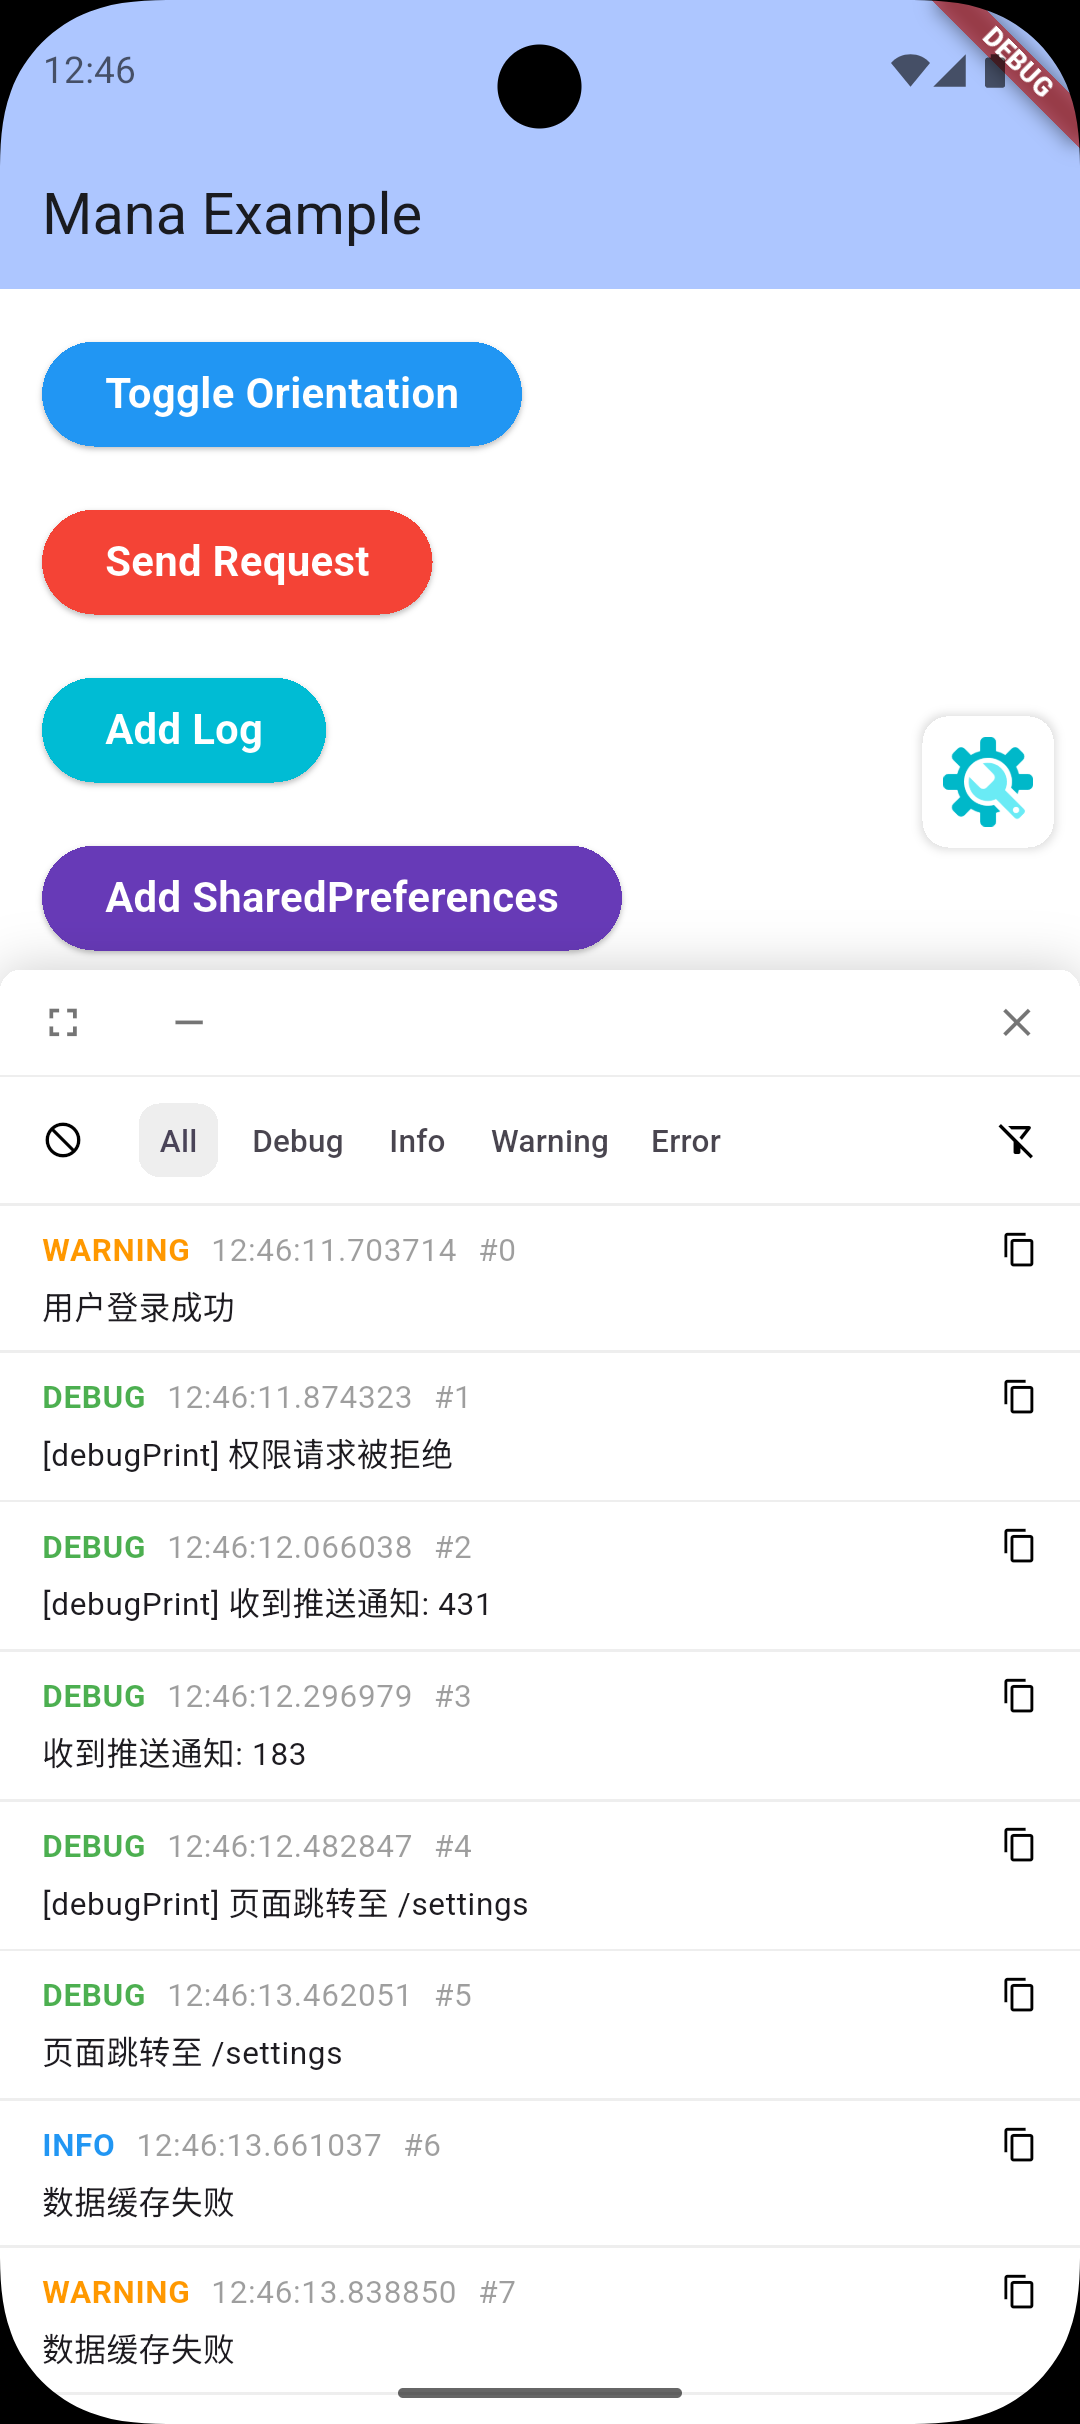 12:46
DEBUG
Mana Example
Toggle Orientation
Send Request
Add Log
Add SharedPreferences
All Debug Info Warning Error
WARNING 12:46:11.703714 #0
用户登录成功
DEBUG 12:46:11.874323 #1
[debugPrint] 权限请求被拒绝
DEBUG 12:46:12.066038 #2
[debugPrint] 收到推送通知: 431
DEBUG 12:46:12.296979 #3
收到推送通知: 183
DEBUG 12:46:12.482847 #4
[debugPrint] 页面跳转至 /settings
DEBUG 12:46:13.462051 #5
页面跳转至 /settings
INFO 12:46:13.661037 #6
数据缓存失败
WARNING 12:46:13.838850 #7
数据缓存失败